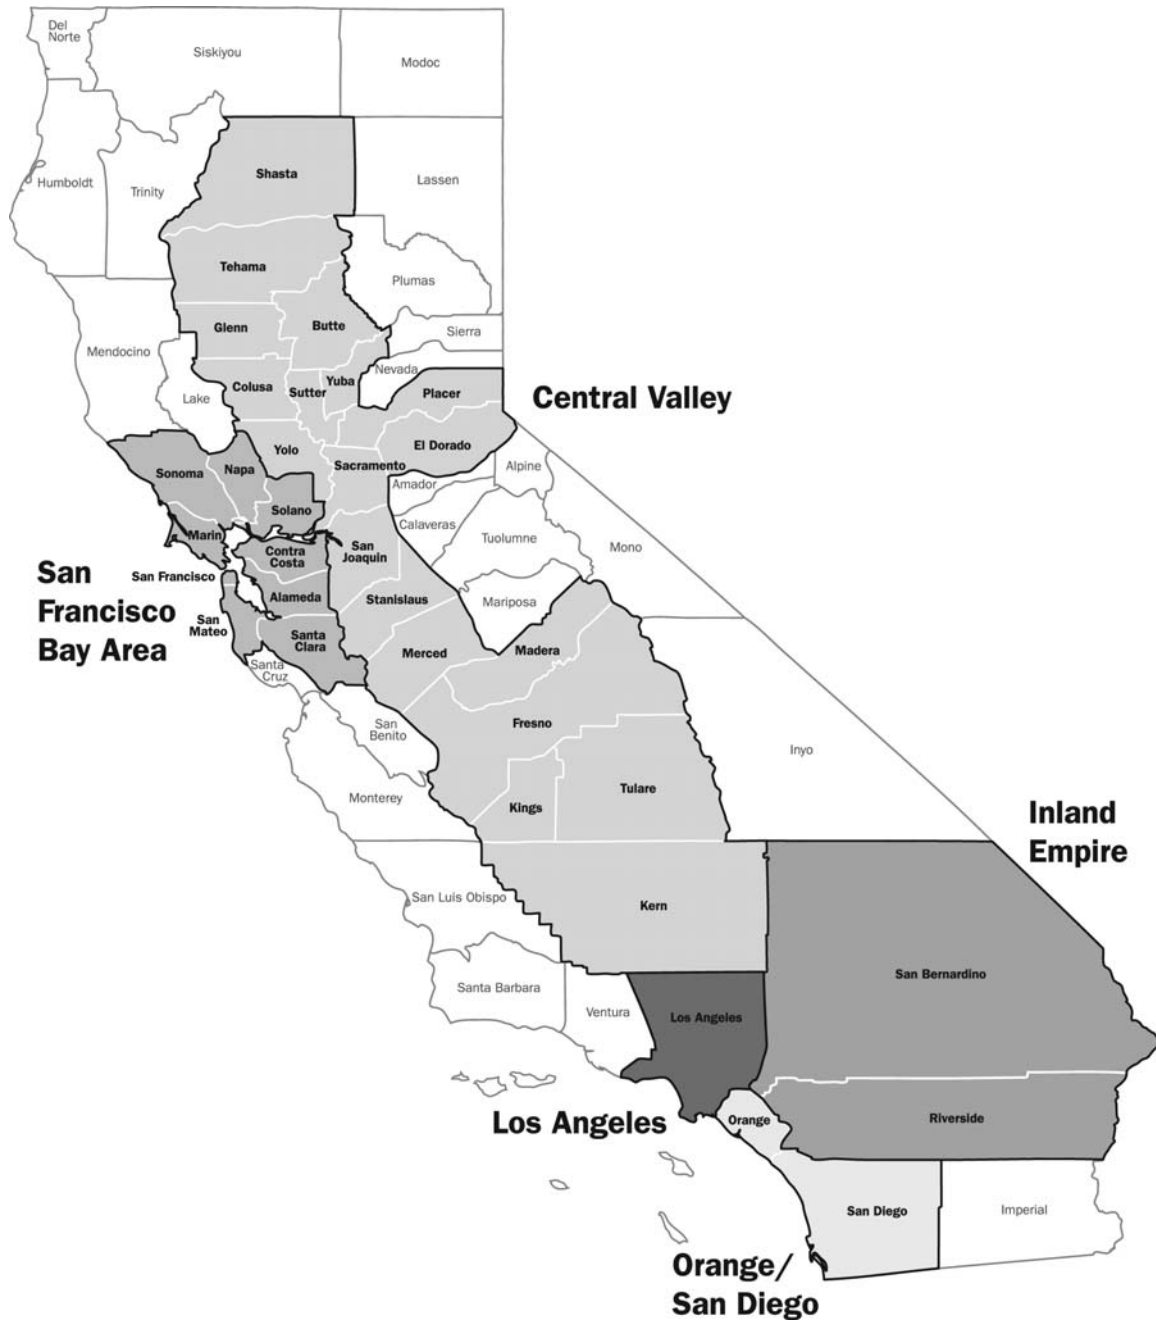 Del
Norte
Siskiyou
Modoc
Shasta
Humboldt
Trinity
Lassen
Tehama
Plumas
Glenn
Butte
Sierra
Mendocino
Nevada
Lake
Colusa
Sutter
Yuba
Placer
Central Valley
El Dorado
Yolo
Sacramento
Sonoma
Napa
Alpine
Amador
Solano
Calaveras
Marin
Tuolumne
Mono
Contra
Costa
San
Joaquin
San
Francisco
Bay Area
San Francisco
Alameda
Stanislaus
Mariposa
San
Mateo
Santa
Clara
Merced
Madera
Santa
Cruz
San
Benito
Fresno
Inyo
Monterey
Kings
Tulare
Inland
Empire
San Luis Obispo
Kern
San Bernardino
Santa Barbara
Ventura
Los Angeles
Los Angeles
Orange
Riverside
San Diego
Imperial
Orange/
San Diego